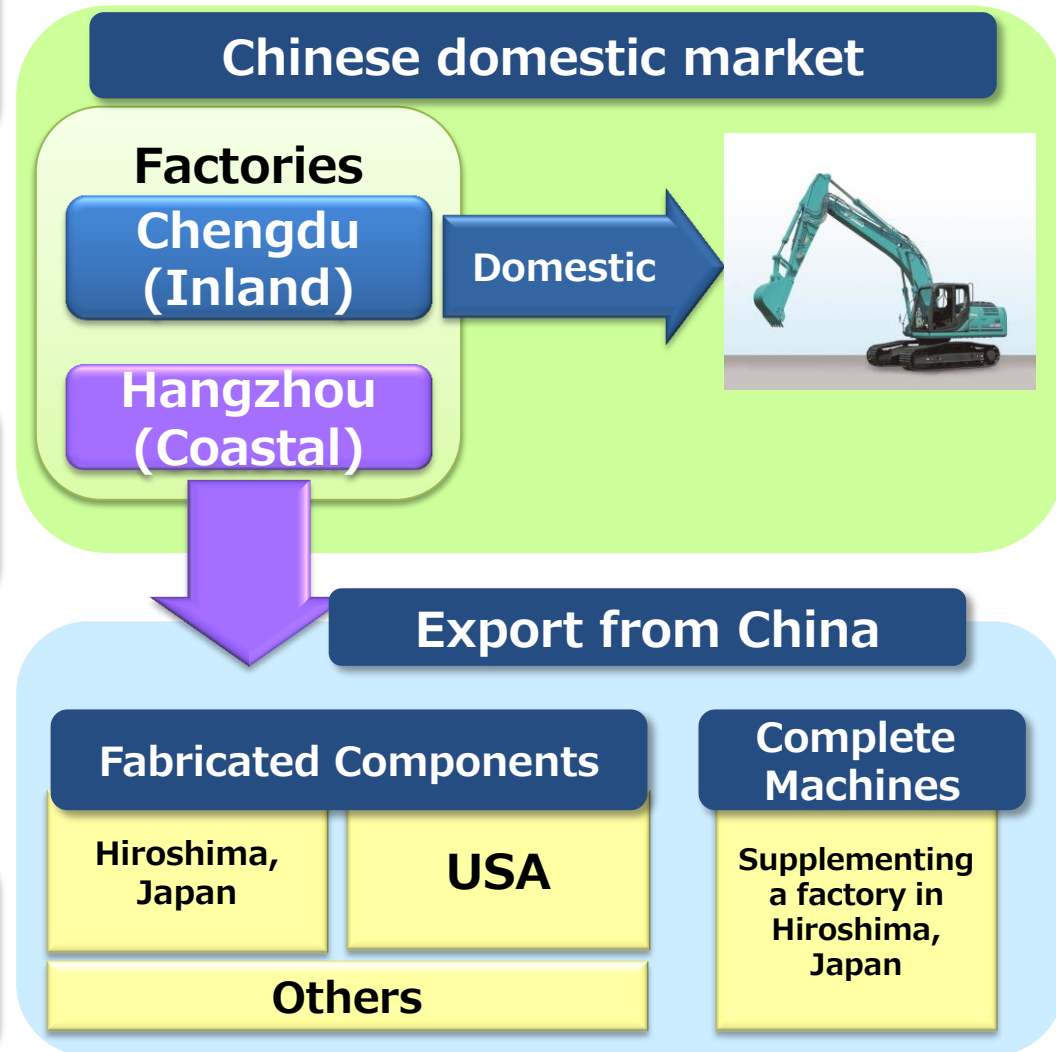 Chinese domestic market
Factories
Chengdu
(Inland)
Domestic
Hangzhou
(Coastal)
Export from China
Fabricated Components
Hiroshima,
Japan
USA
Others
Complete
Machines
Supplementing
a factory in
Hiroshima,
Japan